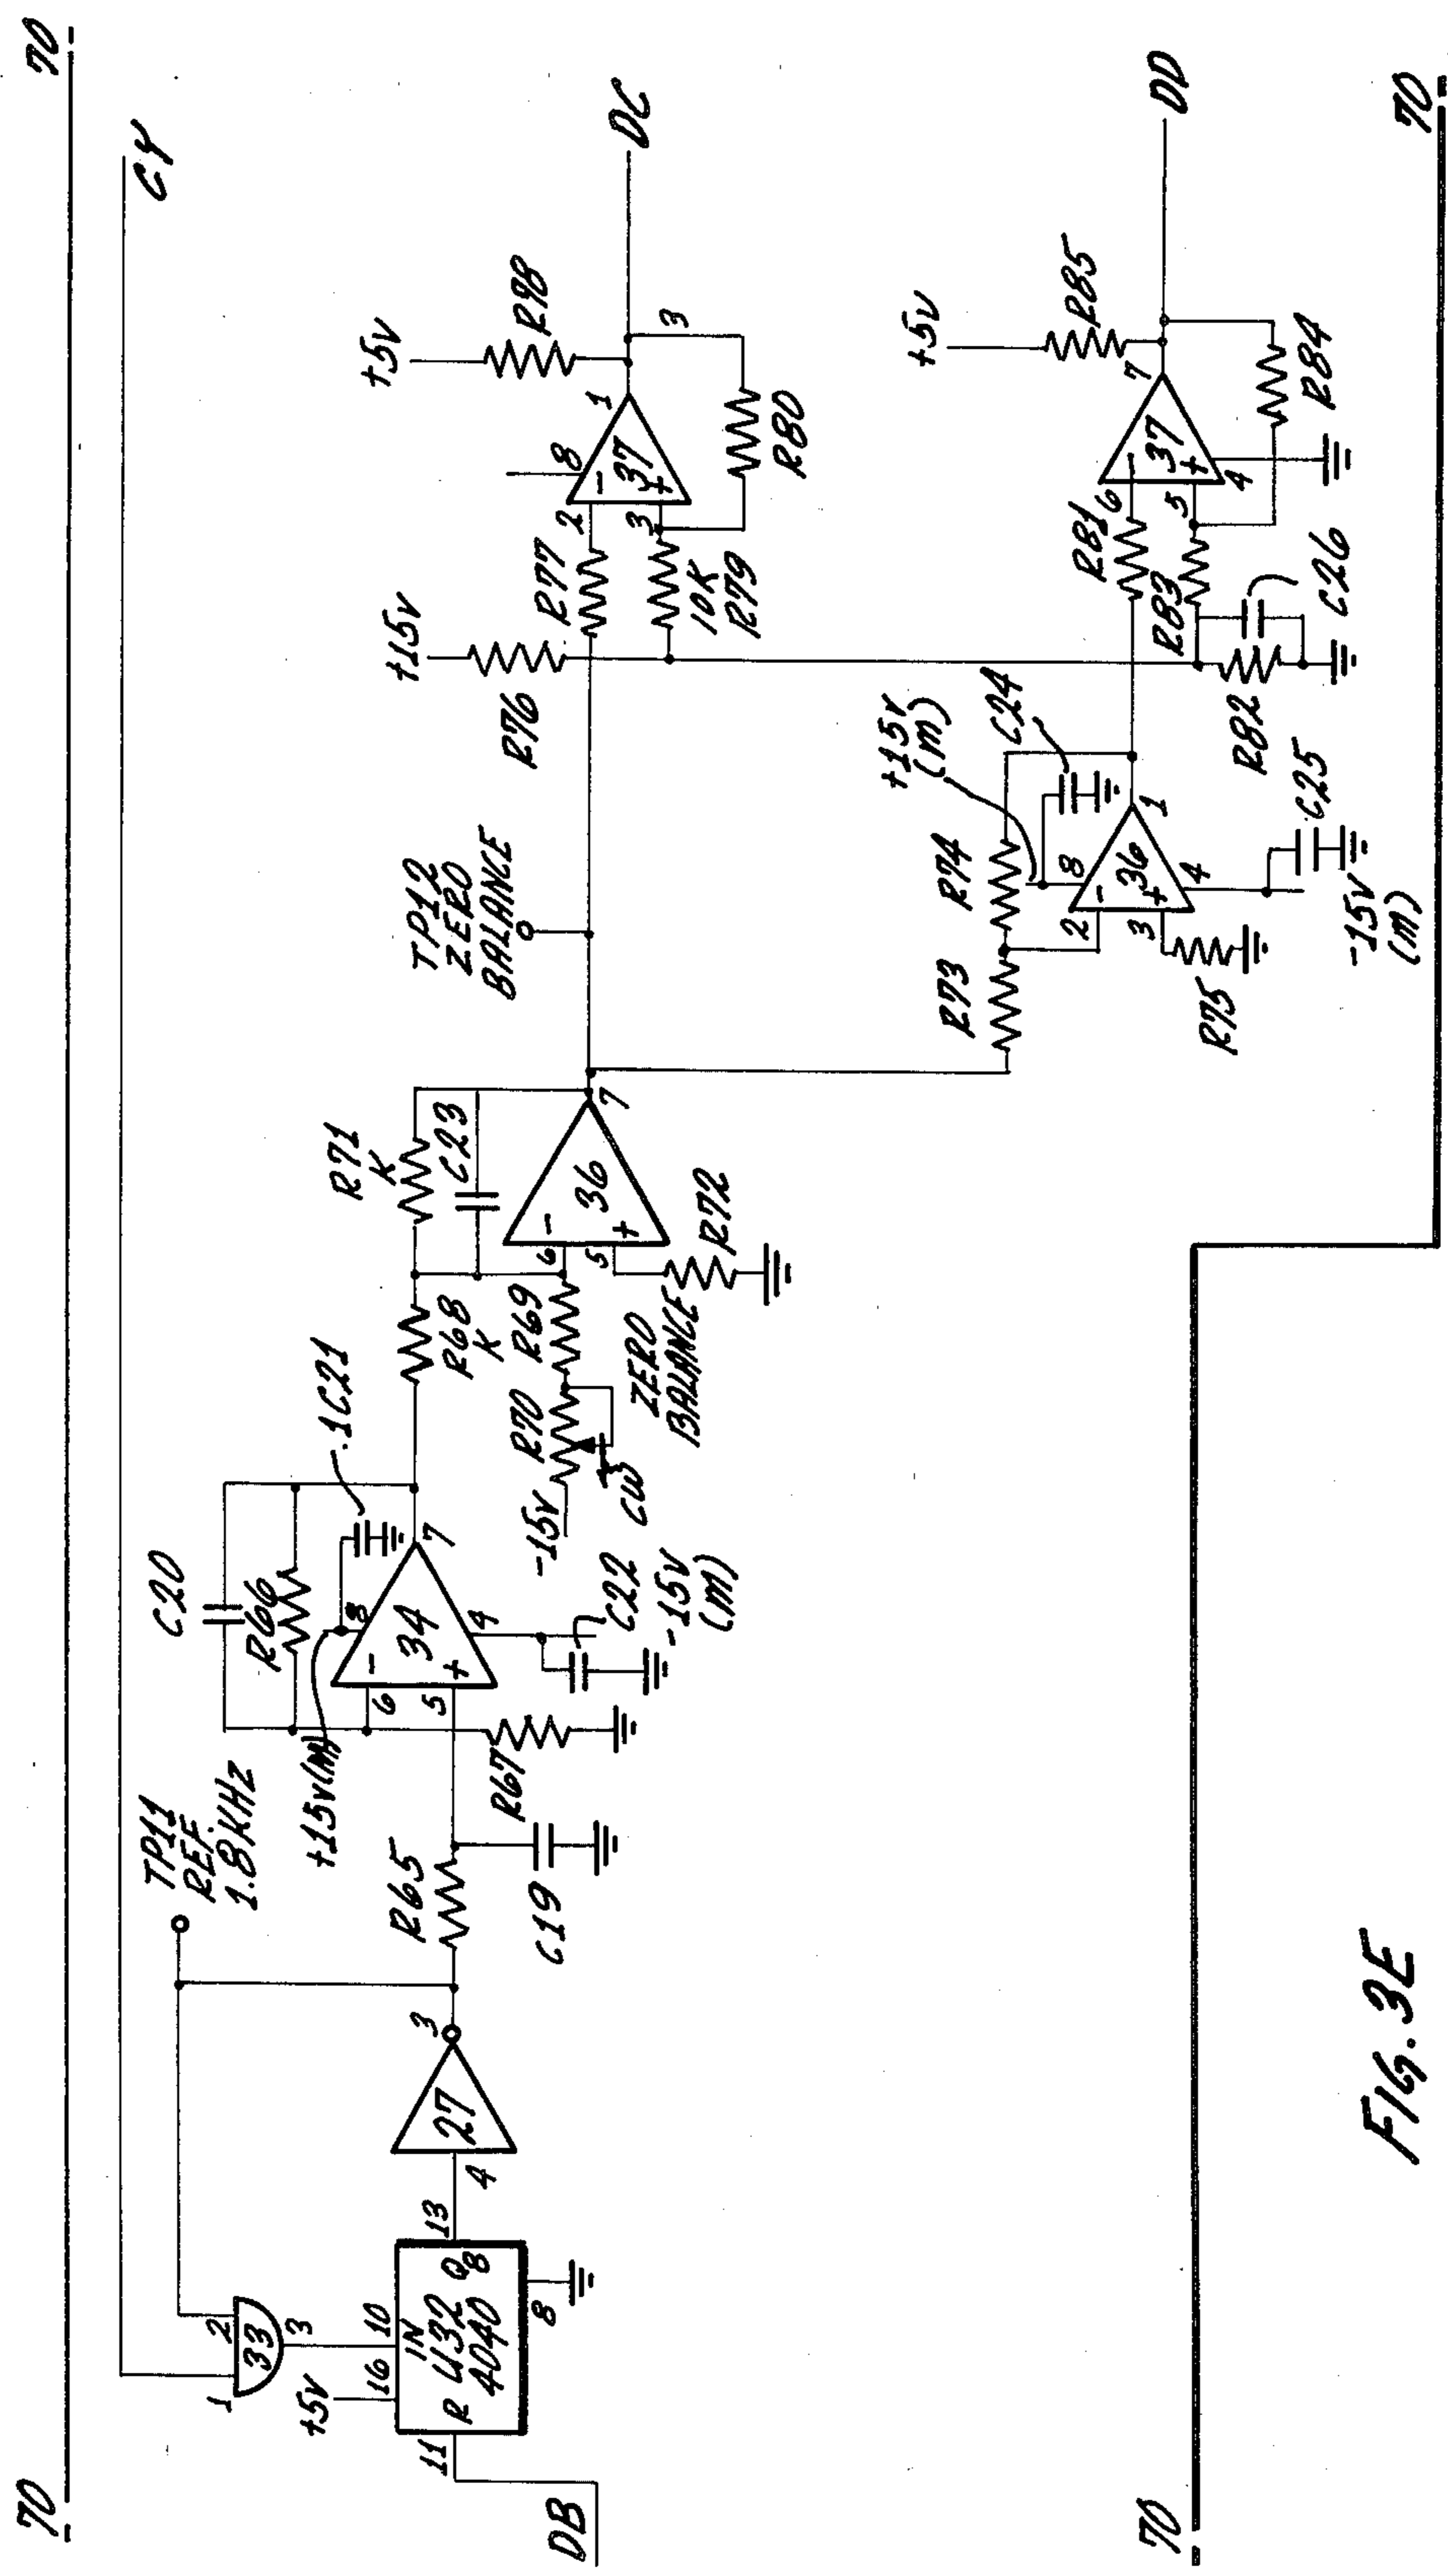 70
70
CY
TP11
REF.
1.8KHZ
C20
R66
+15V(M)
.1C21
8
6
5
34
-
+
7
4
C22
-15V
(M)
R67
R65
C19
1
2
33
3
+5V
16
10
IN
R
U32
4040
Q8
13
11
8
DB
4
27
3
R68
K
R71
K
C23
-15V
R70
CW
R69
ZERO
BALANCE
6
5
-
+
36
7
R72
TP12
ZERO
BALANCE
+15V
R76
R77
10K
R79
2
3
-
+
37
8
1
+5V
R98
3
R80
DC
R73
R74
+15V
(M)
C24
2
3
-
+
36
8
4
1
R75
C25
-15V
(M)
R81
R83
R82
C26
6
5
-
+
37
4
7
+5V
R85
R84
DD
70
70
FIG. 3E